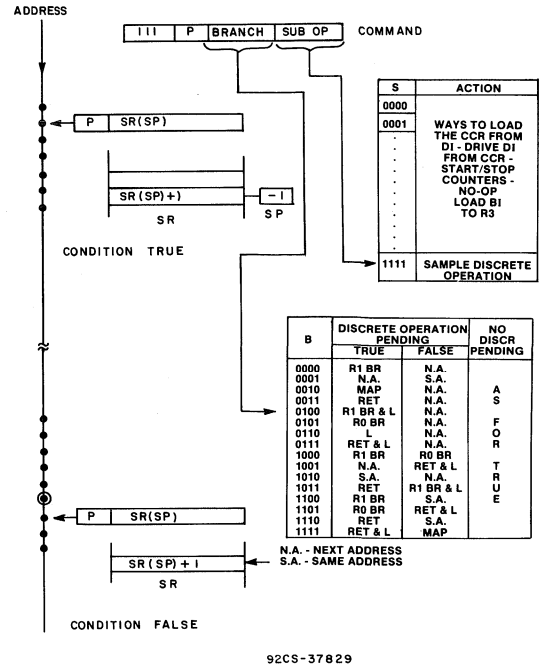 ADDRESS
III P BRANCH SUB OP COMMAND
S ACTION
0000
0001 WAYS TO LOAD
THE CCR FROM
DI - DRIVE DI
FROM CCR -
START/STOP
COUNTERS -
NO-OP
LOAD BI
TO R3
1111 SAMPLE DISCRETE
OPERATION
P SR(SP)
SR(SP)+) -1
SR SP
CONDITION TRUE
B DISCRETE OPERATION PENDING NO DISCR PENDING
TRUE FALSE
0000 R1 BR N.A.
0001 N.A. S.A.
0010 MAP N.A. A
0011 RET N.A. S
0100 R1 BR & L N.A.
0101 R0 BR N.A. F
0110 L N.A. O
0111 RET & L N.A. R
1000 R1 BR R0 BR
1001 N.A. RET & L T
1010 S.A. N.A. R
1011 RET R1 BR & L U
1100 R1 BR S.A. E
1101 R0 BR RET & L
1110 RET S.A.
1111 RET & L MAP
N.A. - NEXT ADDRESS
S.A. - SAME ADDRESS
P SR(SP)
SR(SP)+1
SR
CONDITION FALSE
92CS-37829